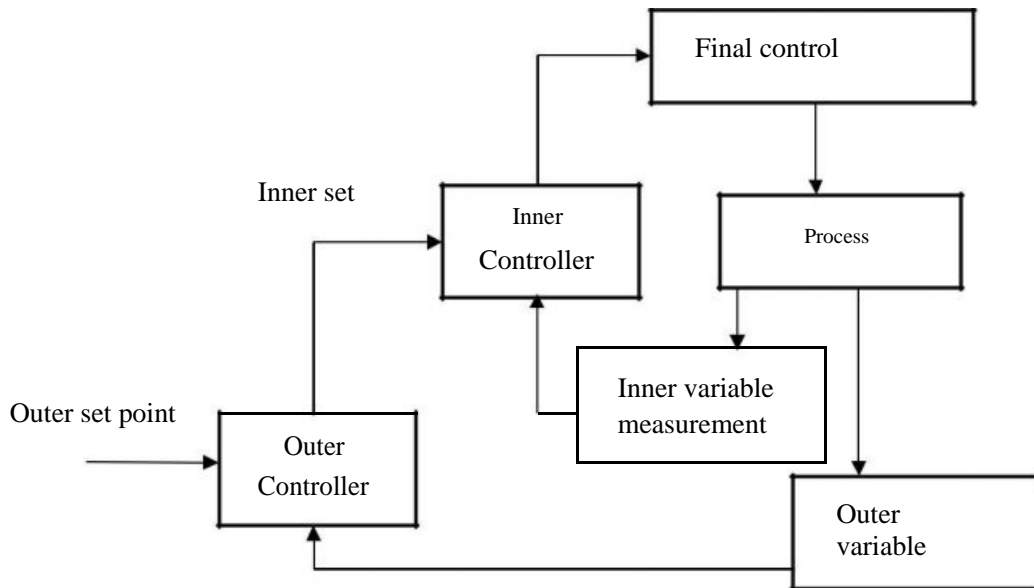 Final control
Inner set
Inner
Controller
Process
Inner variable
measurement
Outer set point
Outer
Controller
Outer
variable